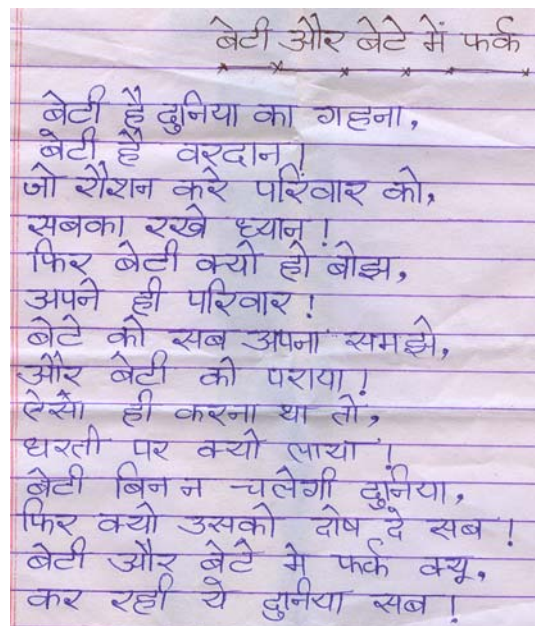 बेटी और बेटे में फर्क
बेटी है दुनिया का गहना,
बेटी है वरदान!
जो रौशन करे परिवार को,
सबका रखे ध्यान!
फिर बेटी क्यो हो बोझ,
अपने ही परिवार!
बेटे को सब अपना समझे,
और बेटी को पराया!
ऐसा ही करना था तो,
धरती पर क्यो लाया!
बेटी बिन न चलेगी दुनिया,
फिर क्यो उसको दोष दे सब!
बेटी और बेटे मे फर्क क्यू,
कर रही ये दुनिया सब!